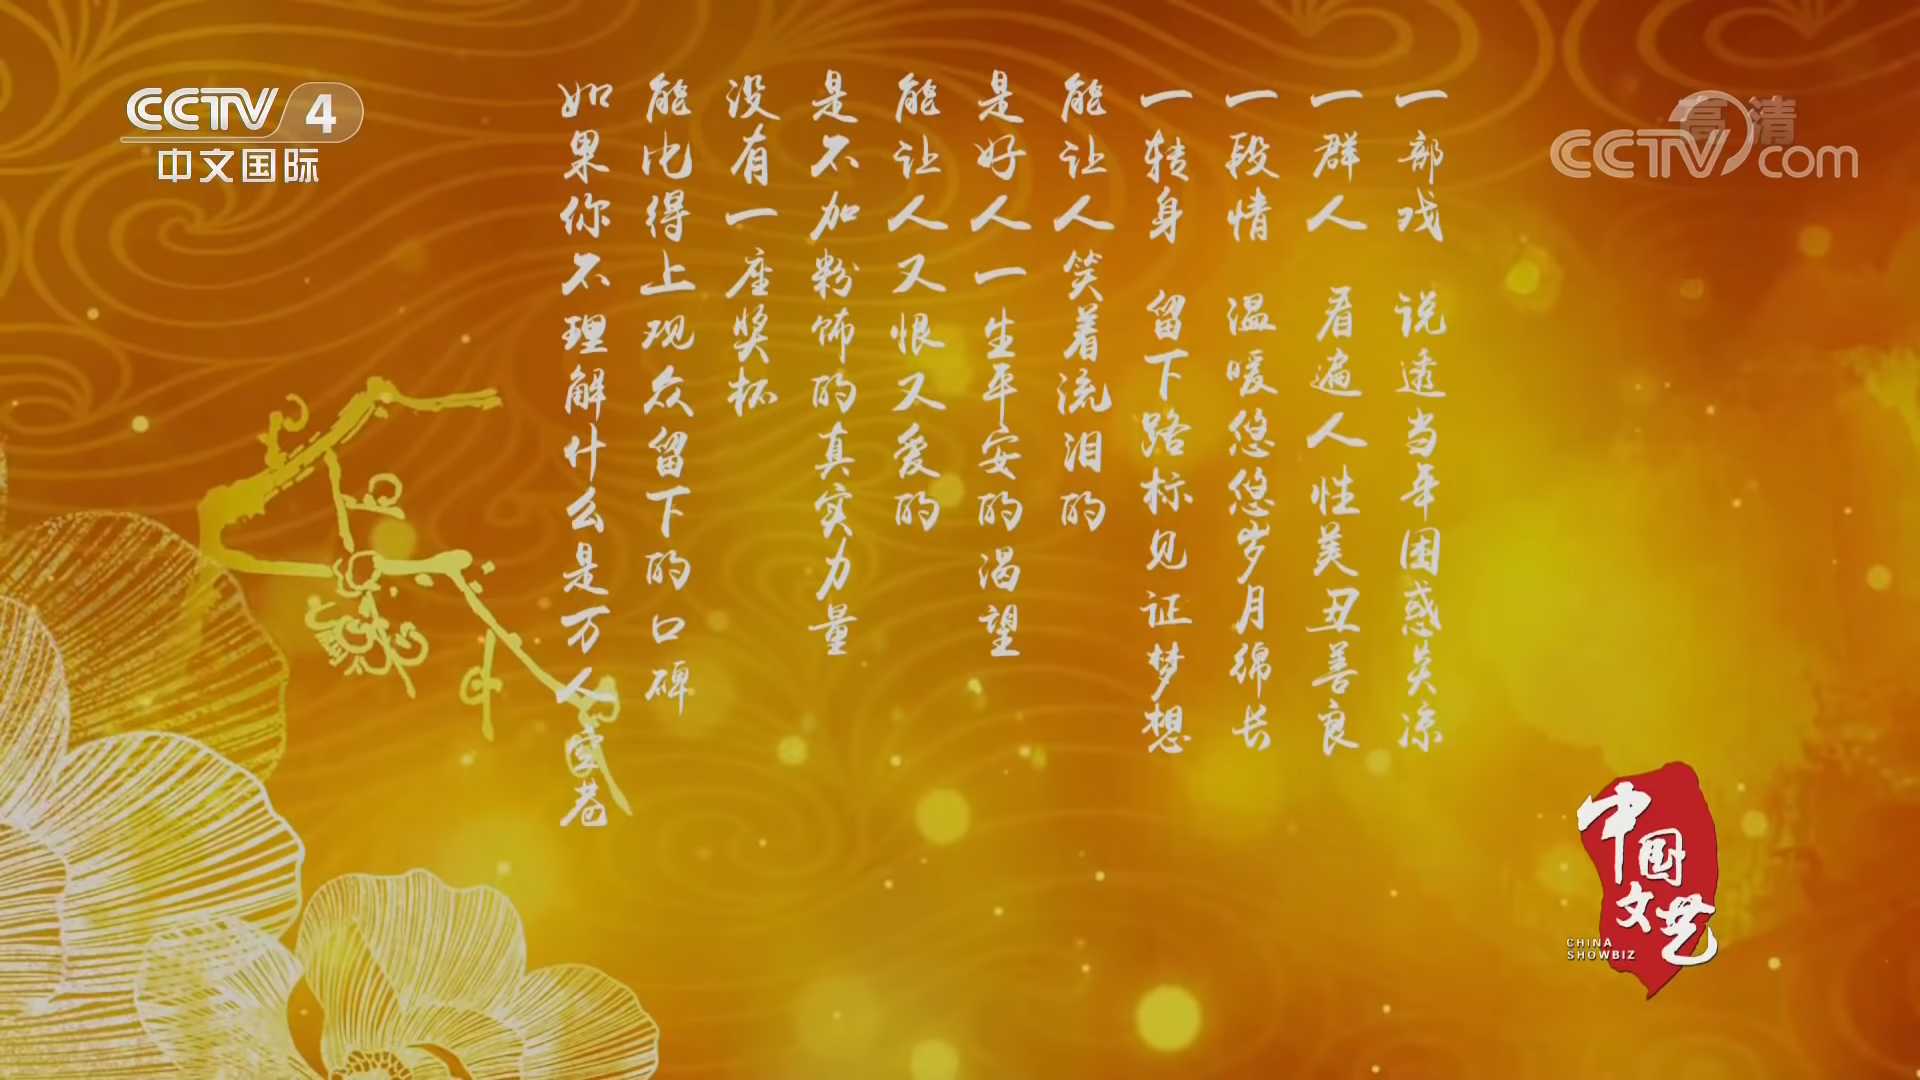 CCTV 4
中文国际
高清
CCTV com
一部戏 说透当年困惑炎凉
一群人 看遍人性美丑善良
一段情 温暖悠悠岁月绵长
一转身 留下路标见证梦想
能让人笑着流泪的
是好人一生平安的渴望
能让人又恨又爱的
是不加粉饰的真实力量
没有一座奖杯
能比得上观众留下的口碑
如果你不理解什么是万人空巷
中国文艺
CHINA
SHOWBIZ